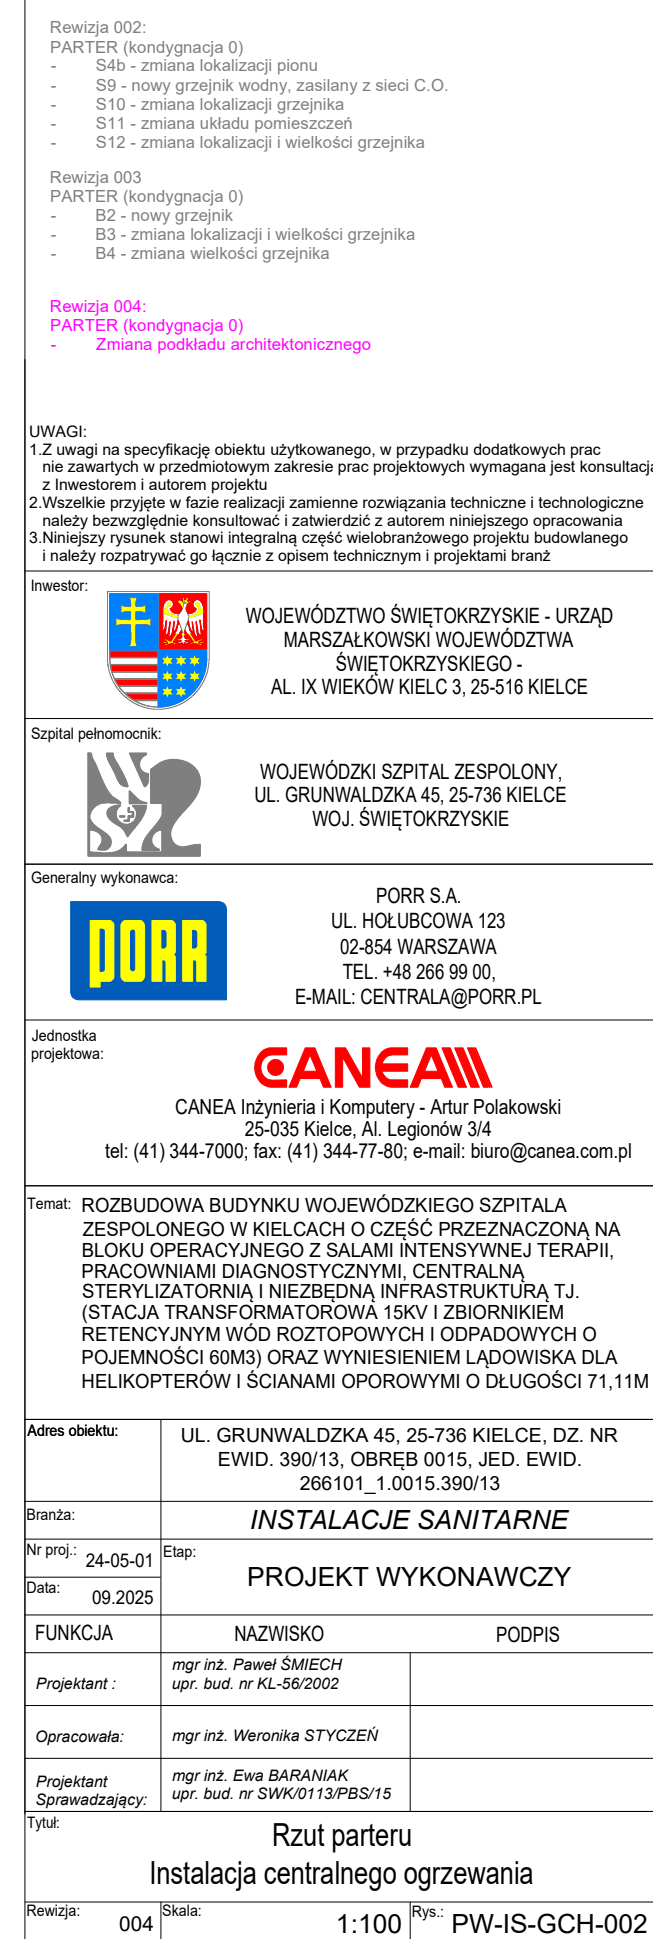 Rewizja 002:
PARTER (kondygnacja 0)
- S4b - zmiana lokalizacji pionu
- S9 - nowy grzejnik wodny, zasilany z sieci C.O.
- S10 - zmiana lokalizacji grzejnika
- S11 - zmiana układu pomieszczeń
- S12 - zmiana lokalizacji i wielkości grzejnika
Rewizja 003
PARTER (kondygnacja 0)
- B2 - nowy grzejnik
- B3 - zmiana lokalizacji i wielkości grzejnika
- B4 - zmiana wielkości grzejnika
Rewizja 004:
PARTER (kondygnacja 0)
- Zmiana podkładu architektonicznego
UWAGI:
1.Z uwagi na specyfikację obiektu użytkowanego, w przypadku dodatkowych prac
nie zawartych w przedmiotowym zakresie prac projektowych wymagana jest konsultacja
z Inwestorem i autorem projektu
2.Wszelkie przyjęte w fazie realizacji zamienne rozwiązania techniczne i technologiczne
należy bezwzględnie konsultować i zatwierdzić z autorem niniejszego opracowania
3.Niniejszy rysunek stanowi integralną część wielobranżowego projektu budowlanego
i należy rozpatrywać go łącznie z opisem technicznym i projektami branż
Inwestor:
WOJEWÓDZTWO ŚWIĘTOKRZYSKIE - URZĄD
MARSZAŁKOWSKI WOJEWÓDZTWA
ŚWIĘTOKRZYSKIEGO -
AL. IX WIEKÓW KIELC 3, 25-516 KIELCE
Szpital pełnomocnik:
WOJEWÓDZKI SZPITAL ZESPOLONY,
UL. GRUNWALDZKA 45, 25-736 KIELCE
WOJ. ŚWIĘTOKRZYSKIE
Generalny wykonawca:
PORR
PORR S.A.
UL. HOŁUBCOWA 123
02-854 WARSZAWA
TEL. +48 266 99 00,
E-MAIL: CENTRALA@PORR.PL
Jednostka
projektowa:
CANEA
CANEA Inżynieria i Komputery - Artur Polakowski
25-035 Kielce, Al. Legionów 3/4
tel: (41) 344-7000; fax: (41) 344-77-80; e-mail: biuro@canea.com.pl
Temat: ROZBUDOWA BUDYNKU WOJEWÓDZKIEGO SZPITALA
ZESPOLONEGO W KIELCACH O CZĘŚĆ PRZEZNACZONĄ NA
BLOKU OPERACYJNEGO Z SALAMI INTENSYWNEJ TERAPII,
PRACOWNIAMI DIAGNOSTYCZNYMI, CENTRALNĄ
STERYLIZATORNIĄ I NIEZBĘDNĄ INFRASTRUKTURĄ TJ.
(STACJA TRANSFORMATOROWA 15KV I ZBIORNIKIEM
RETENCYJNYM WÓD ROZTOPOWYCH I ODPADOWYCH O
POJEMNOŚCI 60M3) ORAZ WYNIESIENIEM LĄDOWISKA DLA
HELIKOPTERÓW I ŚCIANAMI OPOROWYMI O DŁUGOŚCI 71,11M
Adres obiektu:
UL. GRUNWALDZKA 45, 25-736 KIELCE, DZ. NR
EWID. 390/13, OBRĘB 0015, JED. EWID.
266101_1.0015.390/13
Branża:
INSTALACJE SANITARNE
Nr proj.: 24-05-01
Etap:
PROJEKT WYKONAWCZY
Data: 09.2025
FUNKCJA NAZWISKO PODPIS
Projektant :
mgr inż. Paweł ŚMIECH
upr. bud. nr KL-56/2002
Opracowała: mgr inż. Weronika STYCZEŃ
Projektant
Sprawdzający:
mgr inż. Ewa BARANIAK
upr. bud. nr SWK/0113/PBS/15
Tytuł:
Rzut parteru
Instalacja centralnego ogrzewania
Rewizja: 004 Skala: 1:100 Rys.: PW-IS-GCH-002